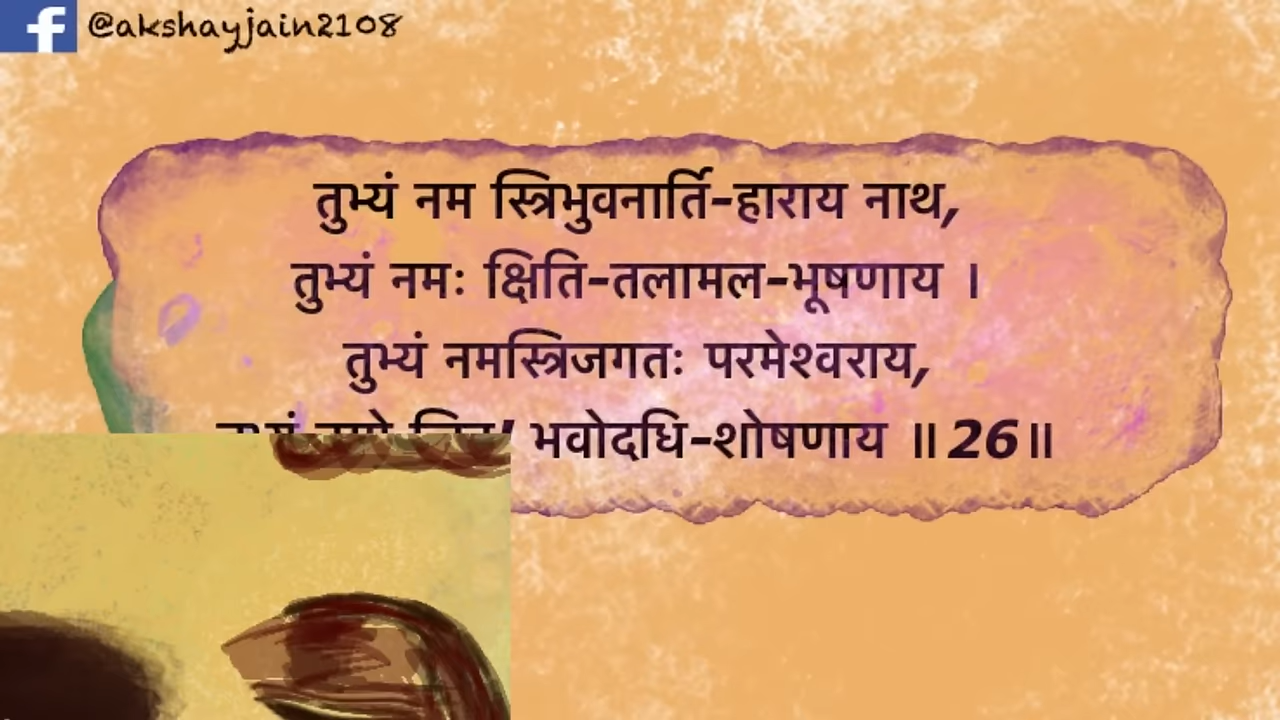 @akshayjain2108
तुभ्यं नम स्त्रिभुवनार्ति-हाराय नाथ,
तुभ्यं नमः क्षिति-तलामल-भूषणाय ।
तुभ्यं नमस्त्रिजगतः परमेश्वराय,
भवोदधि-शोषणाय ॥26॥